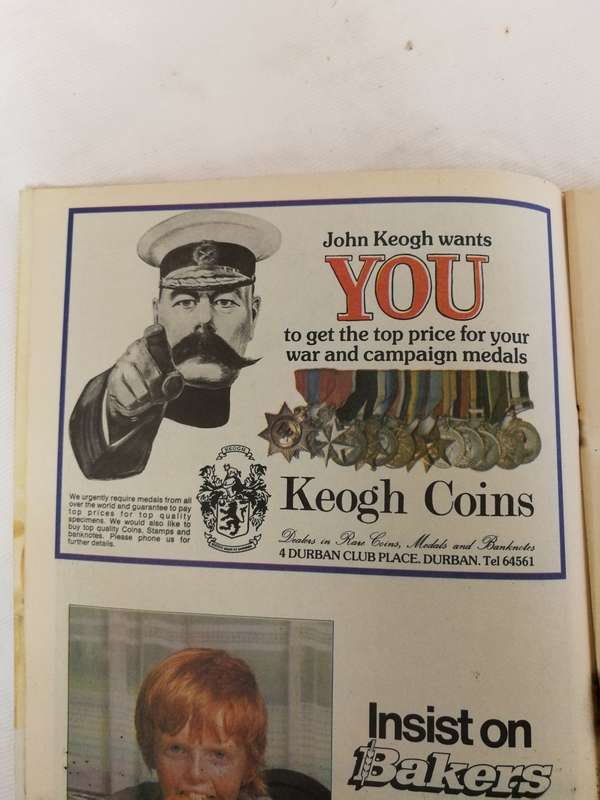 John Keogh wants
YOU
to get the top price for your
war and campaign medals
KEOGH
We urgently require medals from all
over the world and guarantee to pay
top prices for top quality
specimens. We would also like to
buy top quality Coins, Stamps and
banknotes. Please phone us for
further details.
Keogh Coins
Dealers in Rare Coins, Medals and Banknotes
4 DURBAN CLUB PLACE. DURBAN. Tel 64561
Insist on
Bakers